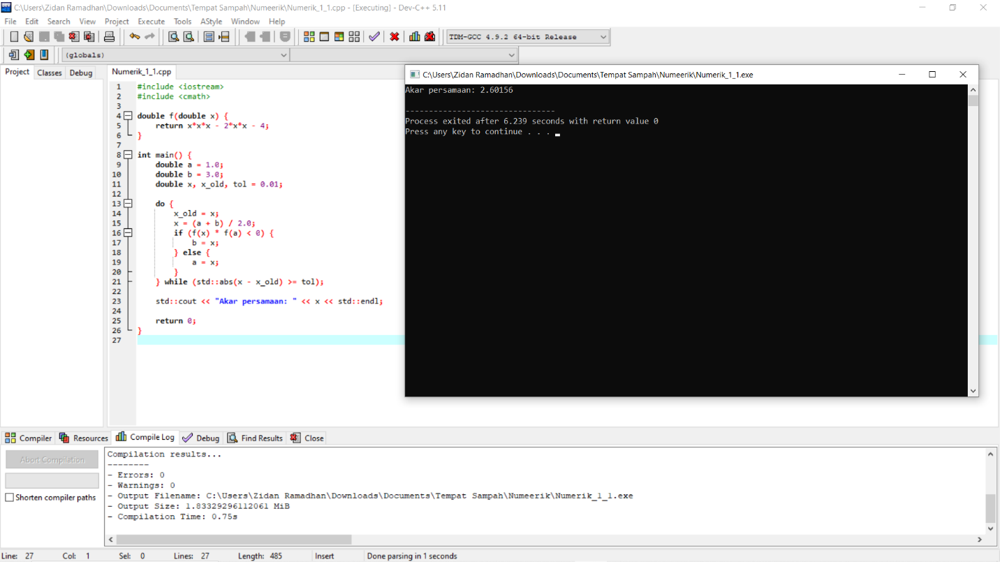 C:\Users\Zidan Ramadhan\Downloads\Documents\Tempat Sampah\Numeerik\Numerik_1_1.cpp - [Executing] - Dev-C++ 5.11
File Edit Search View Project Execute Tools AStyle Window Help
TDM-GCC 4.9.2 64-bit Release
(globals)
Project Classes Debug
Numerik_1_1.cpp
1 #include <iostream>
2 #include <cmath>
3
4 double f(double x) {
5 return x*x*x - 2*x*x - 4;
6 }
7
8 int main() {
9 double a = 1.0;
10 double b = 3.0;
11 double x, x_old, tol = 0.01;
12
13 do {
14 x_old = x;
15 x = (a + b) / 2.0;
16 if (f(x) * f(a) < 0) {
17 b = x;
18 } else {
19 a = x;
20 }
21 } while (std::abs(x - x_old) >= tol);
22
23 std::cout << "Akar persamaan: " << x << std::endl;
24
25 return 0;
26 }
27
C:\Users\Zidan Ramadhan\Downloads\Documents\Tempat Sampah\Numeerik\Numerik_1_1.exe
Akar persamaan: 2.60156
--------------------------------
Process exited after 6.239 seconds with return value 0
Press any key to continue . . .
Compiler Resources Compile Log Debug Find Results Close
Abort Compilation
Shorten compiler paths
Compilation results...
--------
- Errors: 0
- Warnings: 0
- Output Filename: C:\Users\Zidan Ramadhan\Downloads\Documents\Tempat Sampah\Numeerik\Numerik_1_1.exe
- Output Size: 1.83329296112061 MiB
- Compilation Time: 0.75s
Line: 27 Col: 1 Sel: 0 Lines: 27 Length: 485 Insert Done parsing in 1 seconds